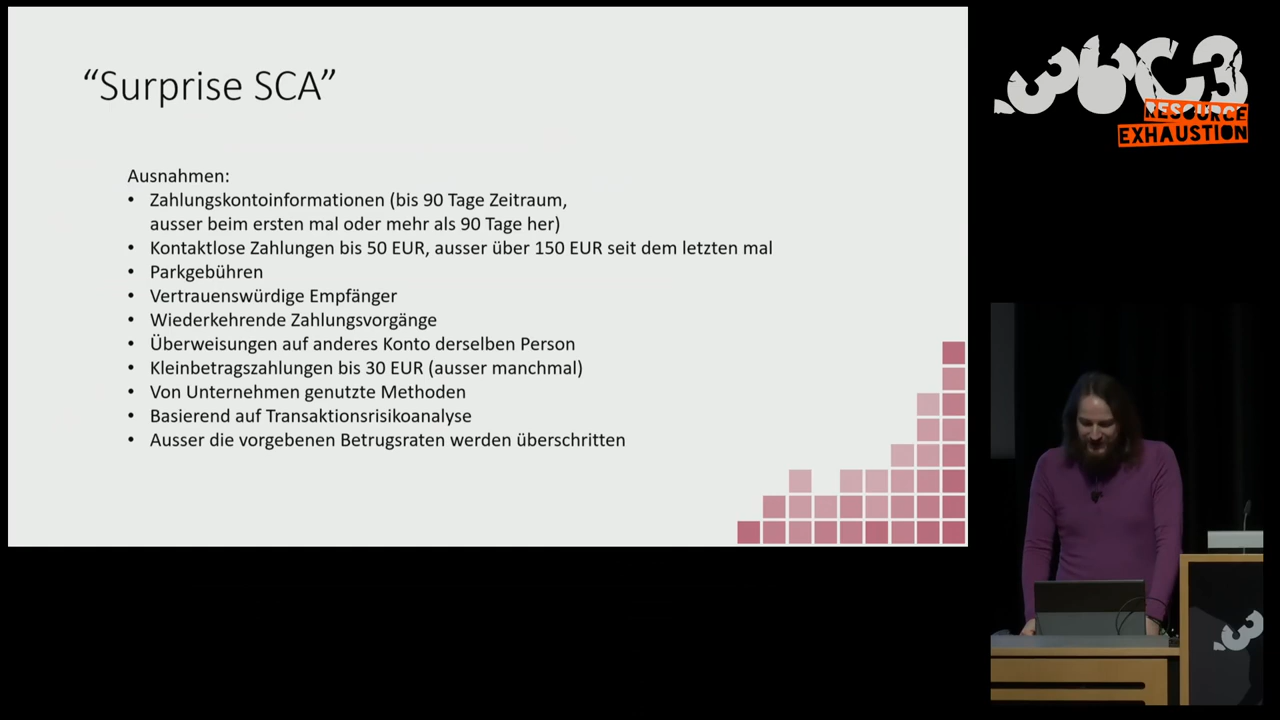 “Surprise SCA”
Ausnahmen:
• Zahlungskontoinformationen (bis 90 Tage Zeitraum,
ausser beim ersten mal oder mehr als 90 Tage her)
• Kontaktlose Zahlungen bis 50 EUR, ausser über 150 EUR seit dem letzten mal
• Parkgebühren
• Vertrauenswürdige Empfänger
• Wiederkehrende Zahlungsvorgänge
• Überweisungen auf anderes Konto derselben Person
• Kleinbetragszahlungen bis 30 EUR (ausser manchmal)
• Von Unternehmen genutzte Methoden
• Basierend auf Transaktionsrisikoanalyse
• Ausser die vorgebenen Betrugsraten werden überschritten
36C3
RESOURCE
EXHAUSTION